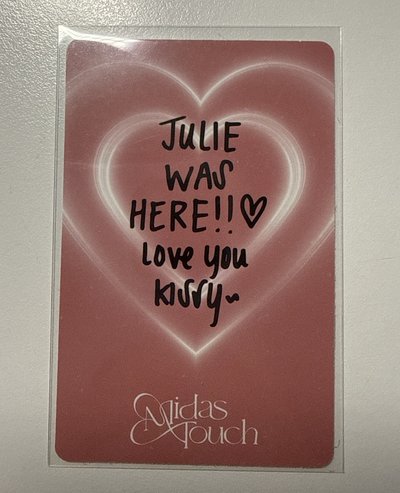 JULIE
WAS
HERE!!♡
Love you
KISSY~
Midas
Touch